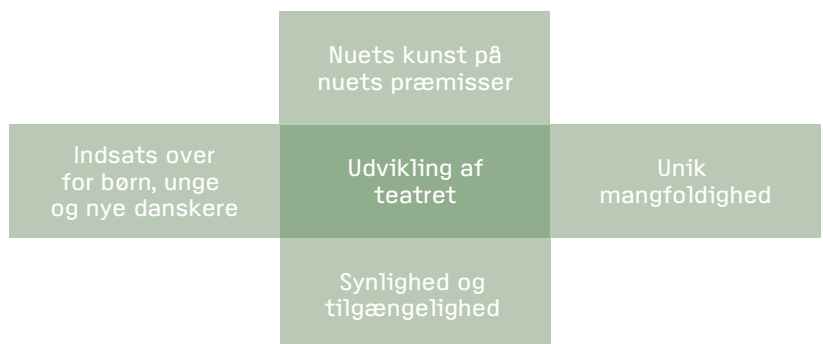 Nuets kunst på
nuets præmisser
Indsats over
for børn, unge
og nye danskere
Udvikling af
teatret
Unik
mangfoldighed
Synlighed og
tilgængelighed